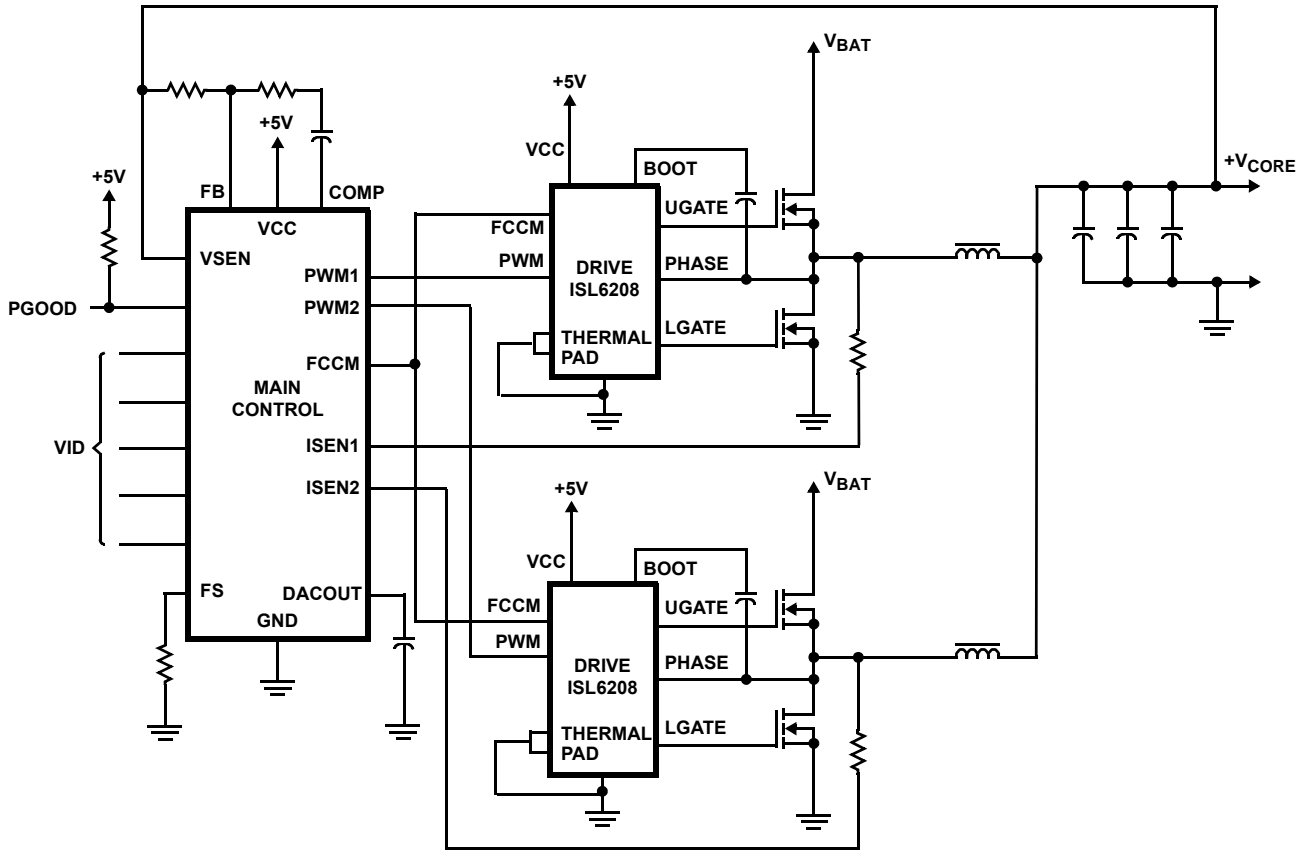 V_BAT
+5V
+5V
VCC
BOOT
+V_CORE
+5V
FB
COMP
UGATE
VCC
FCCM
VSEN
PWM
DRIVE
ISL6208
PHASE
PWM1
PGOOD
PWM2
LGATE
THERMAL
PAD
FCCM
MAIN
CONTROL
VID
ISEN1
ISEN2
V_BAT
+5V
VCC
BOOT
FS
DACOUT
FCCM
UGATE
GND
PWM
DRIVE
ISL6208
PHASE
THERMAL
PAD
LGATE